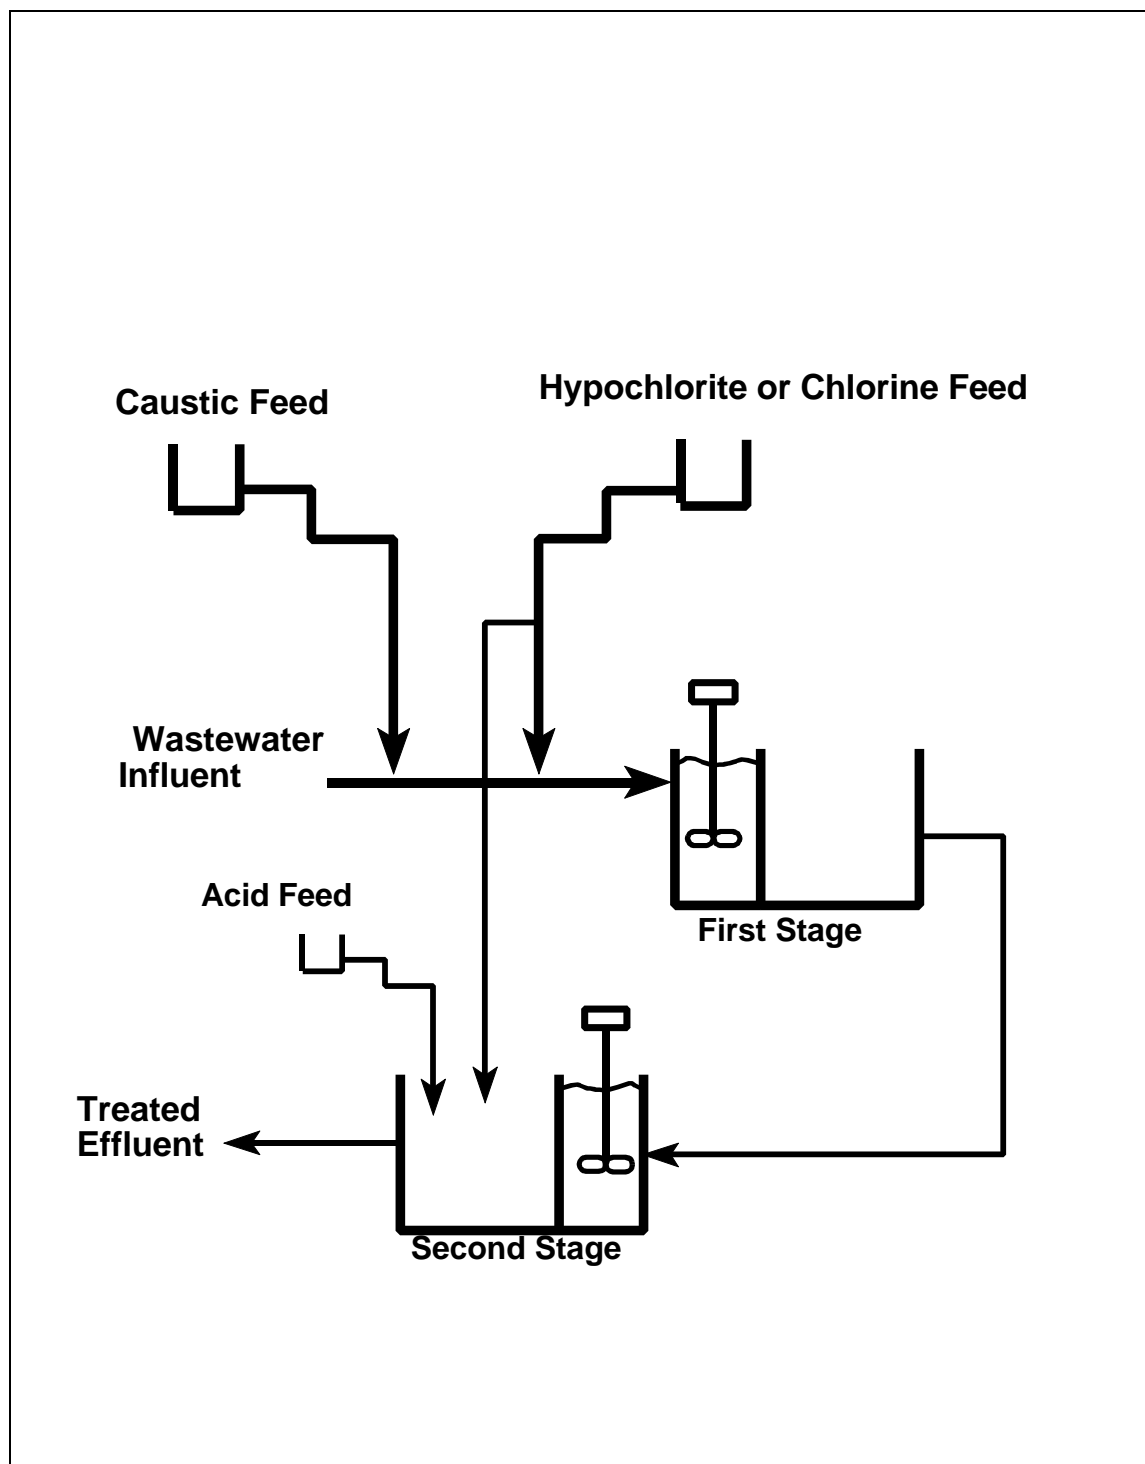 Caustic Feed
Hypochlorite or Chlorine Feed
Wastewater
Influent
Acid Feed
First Stage
Treated
Effluent
Second Stage